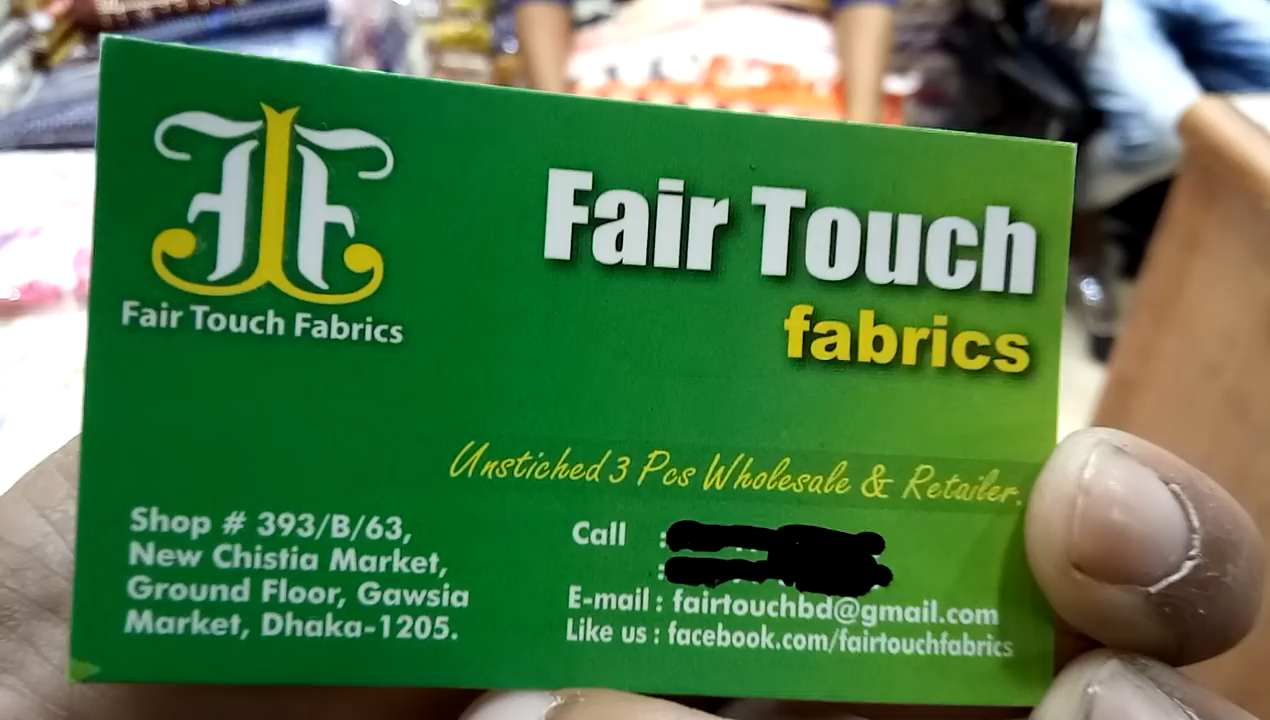 Fair Touch Fabrics
Fair Touch
fabrics
Unstiched 3 Pcs Wholesale & Retailer.
Shop # 393/B/63,
New Chistia Market,
Ground Floor, Gawsia
Market, Dhaka-1205.
Call :
:
E-mail : fairtouchbd@gmail.com
Like us : facebook.com/fairtouchfabrics